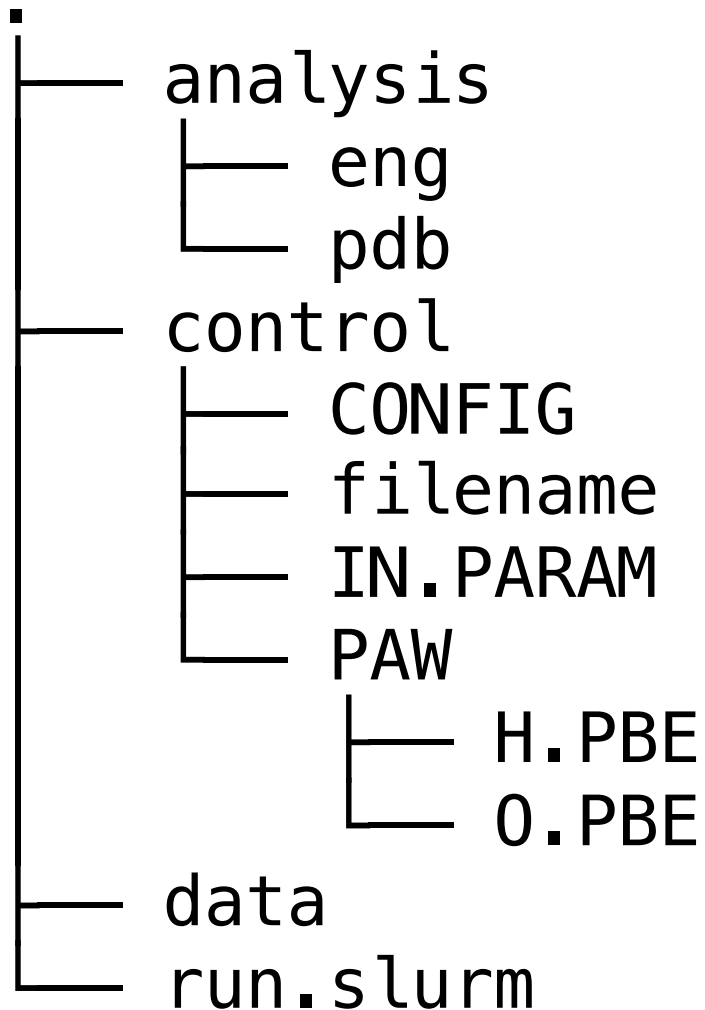 .
analysis
eng
pdb
control
CONFIG
filename
IN.PARAM
PAW
H.PBE
O.PBE
data
run.slurm